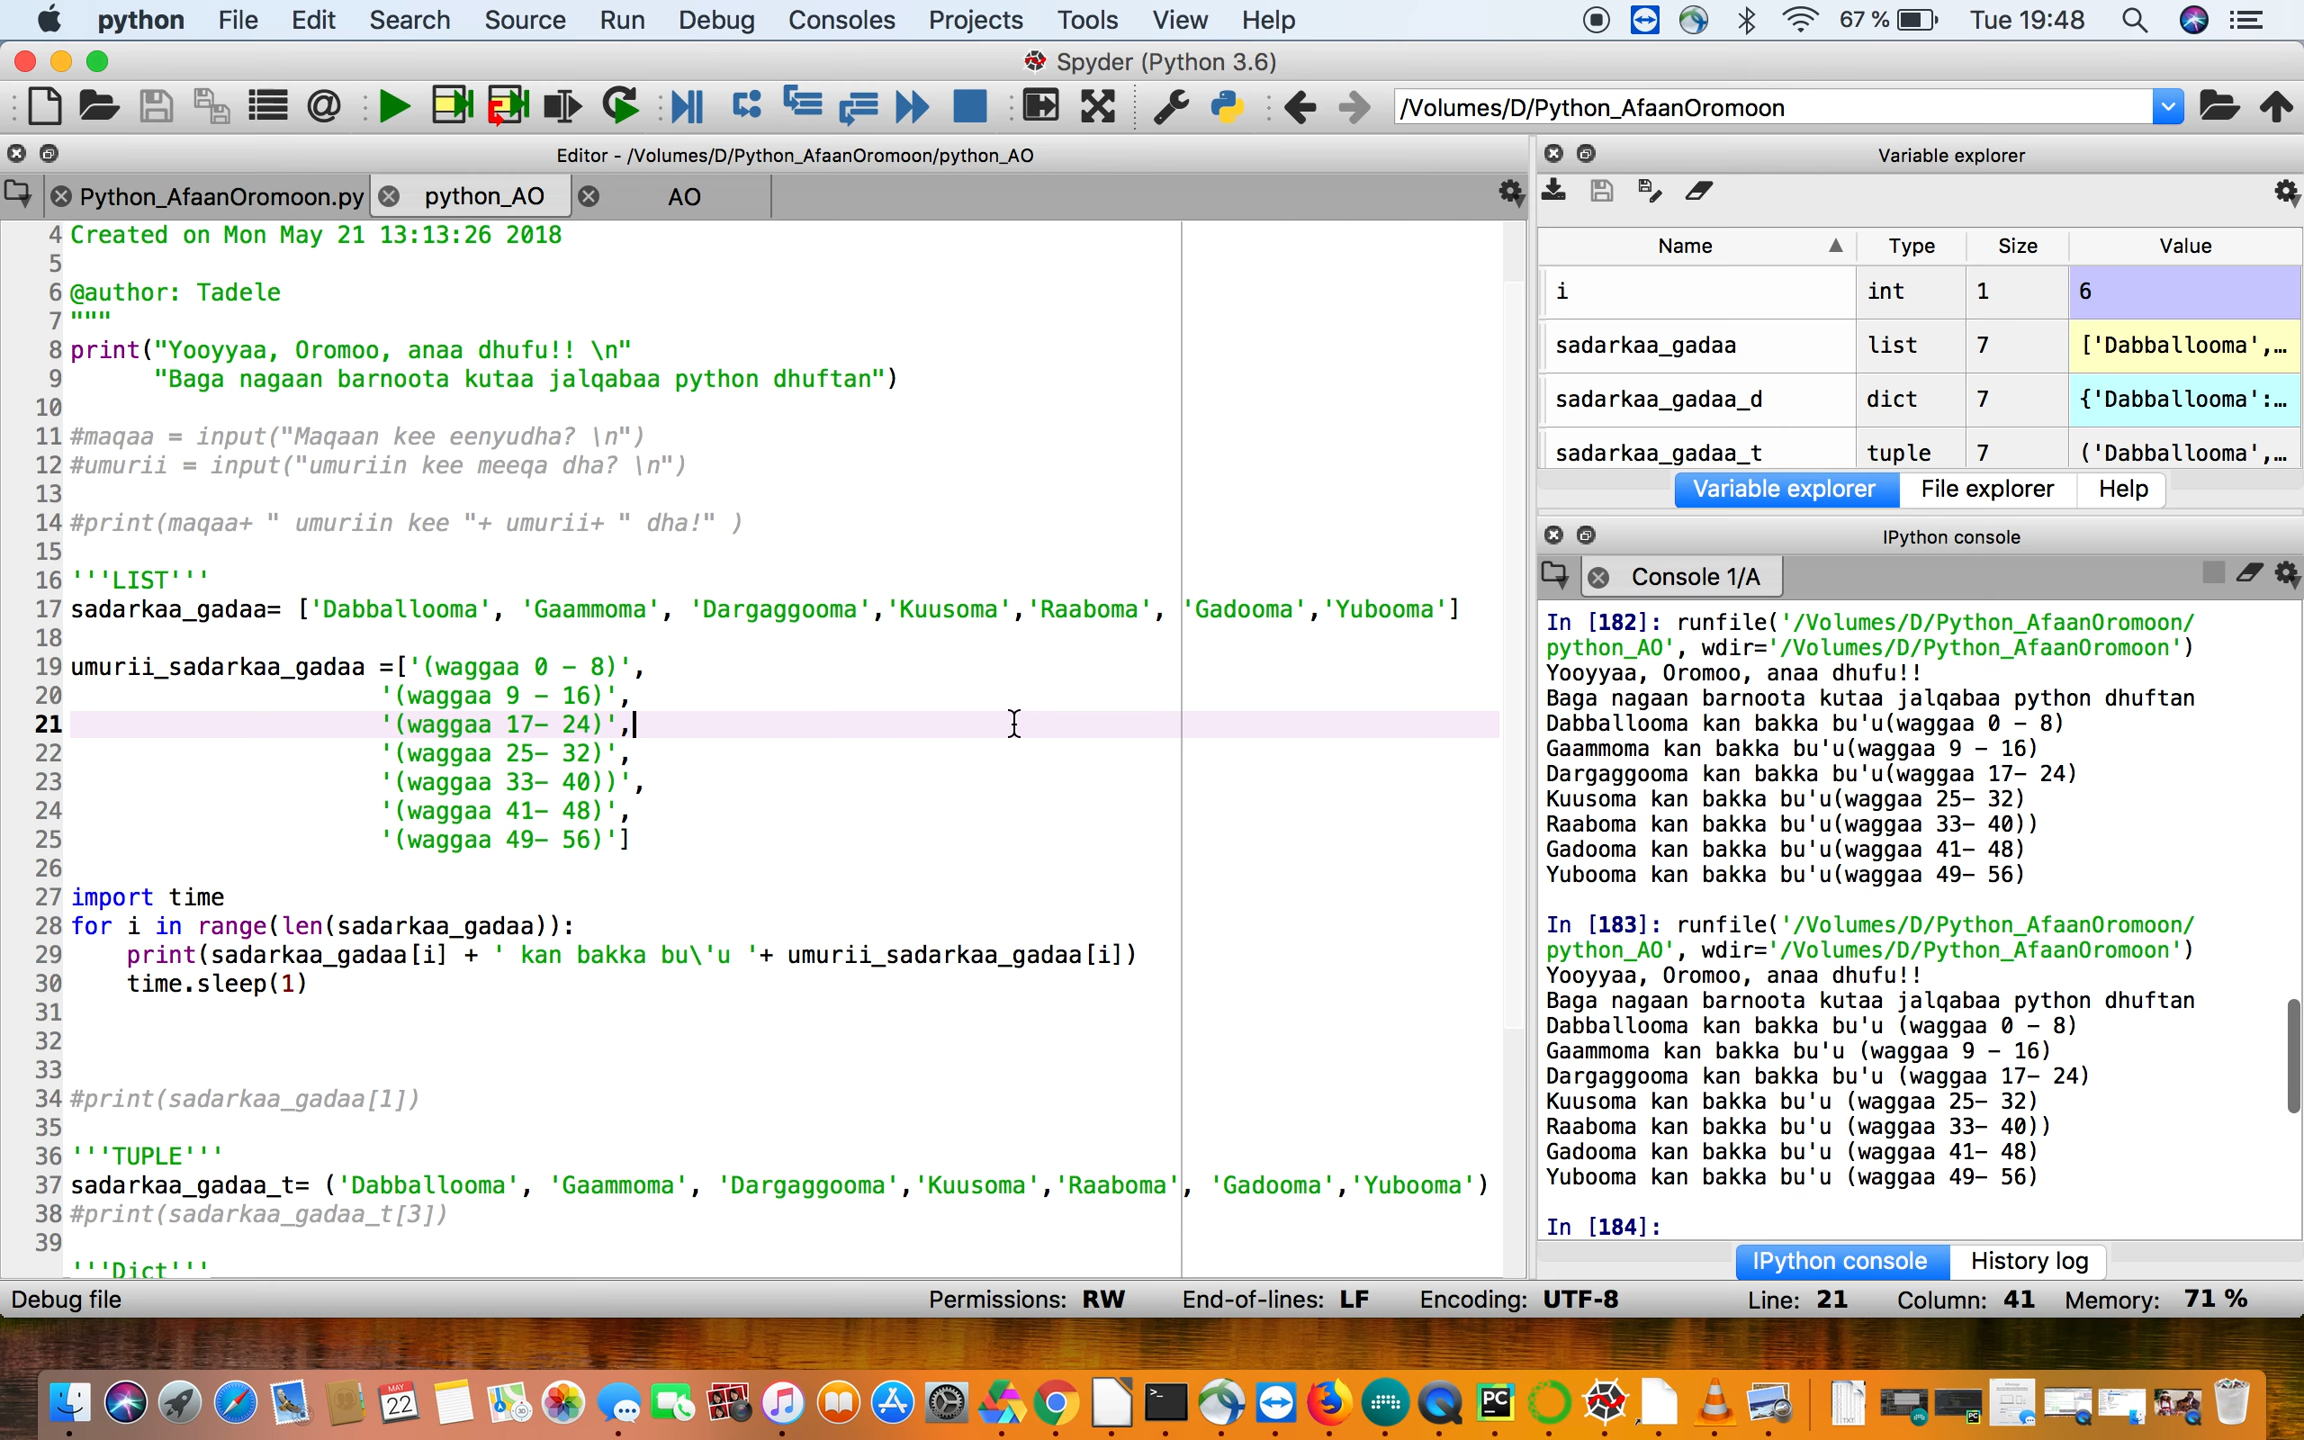 python File Edit Search Source Run Debug Consoles Projects Tools View Help 67 % Tue 19:48
Spyder (Python 3.6)
/Volumes/D/Python_AfaanOromoon
Editor - /Volumes/D/Python_AfaanOromoon/python_AO
Python_AfaanOromoon.py python_AO AO
4 Created on Mon May 21 13:13:26 2018
5
6 @author: Tadele
7 """
8 print("Yooyyaa, Oromoo, anaa dhufu!! \n"
9 "Baga nagaan barnoota kutaa jalqabaa python dhuftan")
10
11 #maqaa = input("Maqaan kee eenyudha? \n")
12 #umurii = input("umuriin kee meeqa dha? \n")
13
14 #print(maqaa+ " umuriin kee "+ umurii+ " dha!" )
15
16 '''LIST'''
17 sadarkaa_gadaa= ['Dabballooma', 'Gaammoma', 'Dargaggooma','Kuusoma','Raaboma', 'Gadooma','Yubooma']
18
19 umurii_sadarkaa_gadaa =['(waggaa 0 - 8)',
20 '(waggaa 9 - 16)',
21 '(waggaa 17- 24)',
22 '(waggaa 25- 32)',
23 '(waggaa 33- 40))',
24 '(waggaa 41- 48)',
25 '(waggaa 49- 56)']
26
27 import time
28 for i in range(len(sadarkaa_gadaa)):
29 print(sadarkaa_gadaa[i] + ' kan bakka bu\'u '+ umurii_sadarkaa_gadaa[i])
30 time.sleep(1)
31
32
33
34 #print(sadarkaa_gadaa[1])
35
36 '''TUPLE'''
37 sadarkaa_gadaa_t= ('Dabballooma', 'Gaammoma', 'Dargaggooma','Kuusoma','Raaboma', 'Gadooma','Yubooma')
38 #print(sadarkaa_gadaa_t[3])
39
'''Dict'''
Variable explorer
Name Type Size Value
i int 1 6
sadarkaa_gadaa list 7 ['Dabballooma',…
sadarkaa_gadaa_d dict 7 {'Dabballooma':…
sadarkaa_gadaa_t tuple 7 ('Dabballooma',…
Variable explorer File explorer Help
IPython console
Console 1/A
In [182]: runfile('/Volumes/D/Python_AfaanOromoon/
python_AO', wdir='/Volumes/D/Python_AfaanOromoon')
Yooyyaa, Oromoo, anaa dhufu!!
Baga nagaan barnoota kutaa jalqabaa python dhuftan
Dabballooma kan bakka bu'u(waggaa 0 - 8)
Gaammoma kan bakka bu'u(waggaa 9 - 16)
Dargaggooma kan bakka bu'u(waggaa 17- 24)
Kuusoma kan bakka bu'u(waggaa 25- 32)
Raaboma kan bakka bu'u(waggaa 33- 40))
Gadooma kan bakka bu'u(waggaa 41- 48)
Yubooma kan bakka bu'u(waggaa 49- 56)
In [183]: runfile('/Volumes/D/Python_AfaanOromoon/
python_AO', wdir='/Volumes/D/Python_AfaanOromoon')
Yooyyaa, Oromoo, anaa dhufu!!
Baga nagaan barnoota kutaa jalqabaa python dhuftan
Dabballooma kan bakka bu'u (waggaa 0 - 8)
Gaammoma kan bakka bu'u (waggaa 9 - 16)
Dargaggooma kan bakka bu'u (waggaa 17- 24)
Kuusoma kan bakka bu'u (waggaa 25- 32)
Raaboma kan bakka bu'u (waggaa 33- 40))
Gadooma kan bakka bu'u (waggaa 41- 48)
Yubooma kan bakka bu'u (waggaa 49- 56)
In [184]:
IPython console History log
Debug file Permissions: RW End-of-lines: LF Encoding: UTF-8 Line: 21 Column: 41 Memory: 71 %
MAY
22
PC